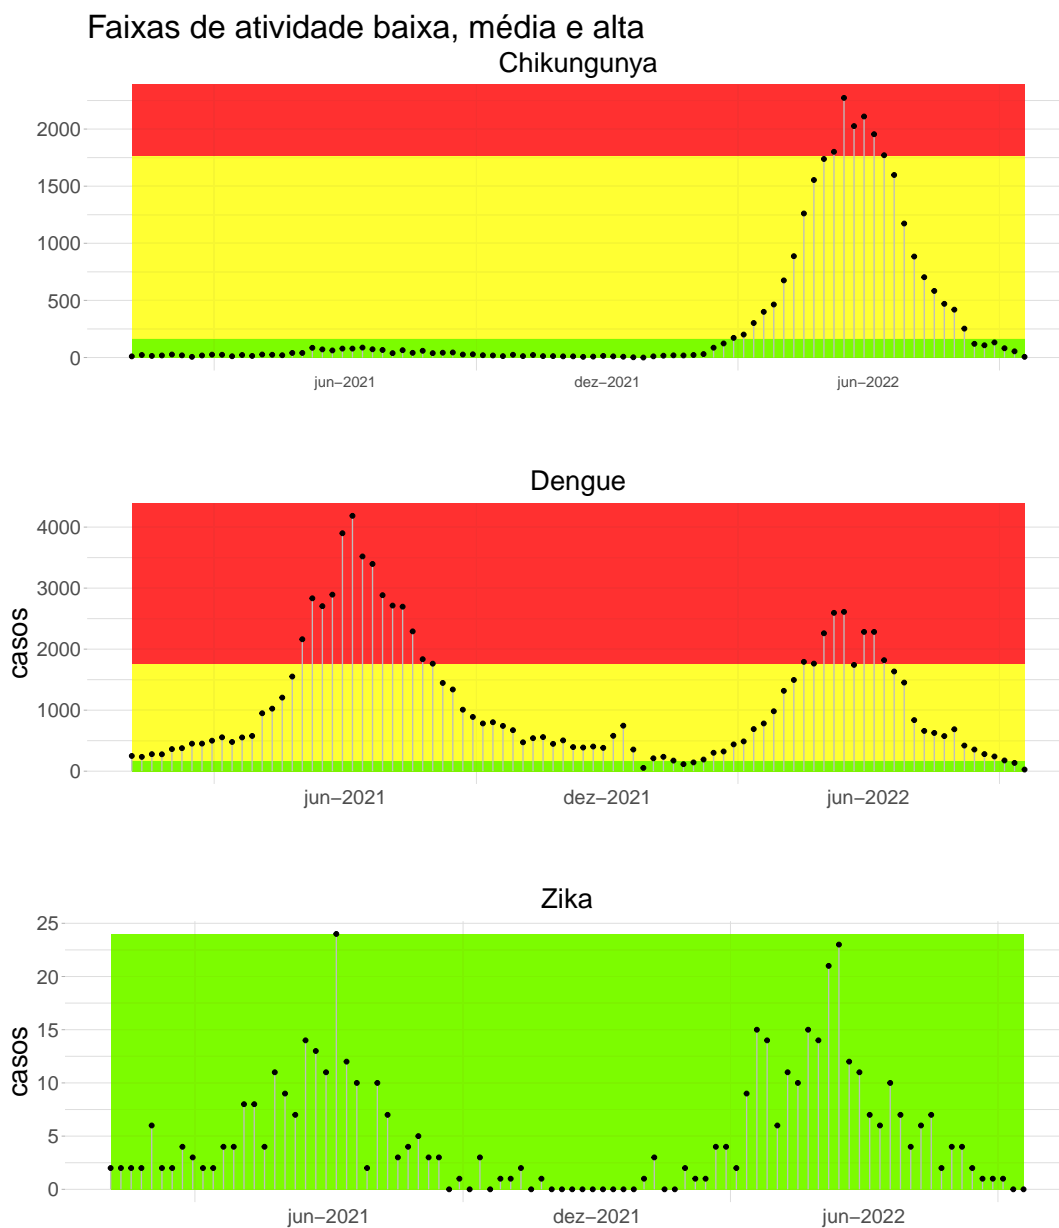 Faixas de atividade baixa, média e alta
Chikungunya
2000
1500
1000
500
0
jun−2021
dez−2021
jun−2022
Dengue
casos
4000
3000
2000
1000
0
jun−2021
dez−2021
jun−2022
Zika
casos
25
20
15
10
5
0
jun−2021
dez−2021
jun−2022